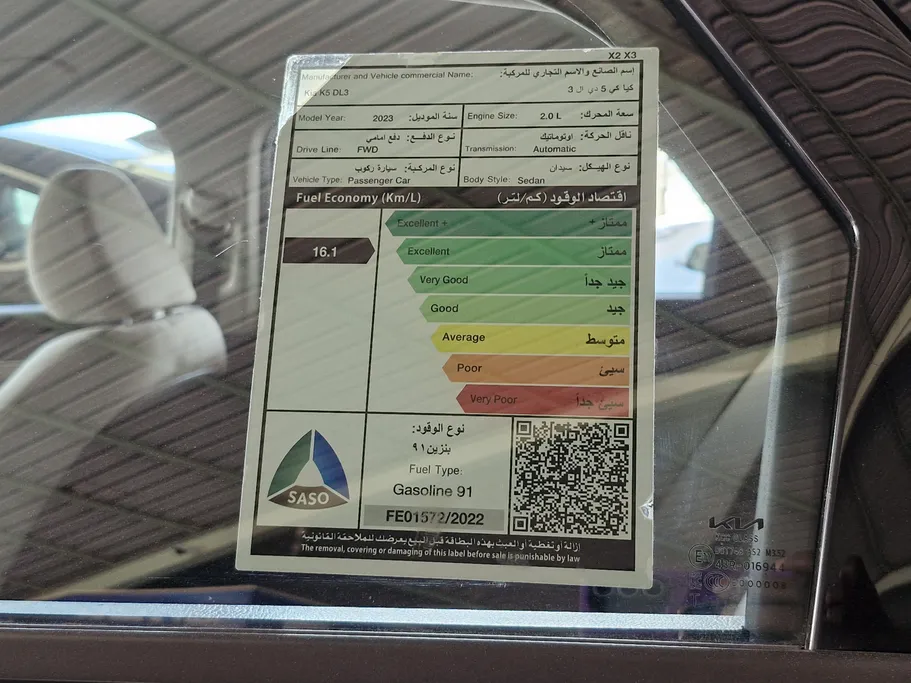 X2 X3
Manufacturer and Vehicle commercial Name: إسم الصانع والاسم التجاري للمركبة:
Kia K5 DL3 كيا كي 5 دي ال 3
Model Year: 2023 سنة الموديل:
Engine Size: 2.0 L سعة المحرك:
نوع الدفع: دفع امامي
Drive Line: FWD
ناقل الحركة: اوتوماتيك
Transmission: Automatic
نوع المركبة: سيارة ركوب
Vehicle Type: Passenger Car
نوع الهيكل: سيدان
Body Style: Sedan
Fuel Economy (Km/L) اقتصاد الوقود (كم/لتر)
Excellent + ممتاز +
16.1
Excellent ممتاز
Very Good جيد جداً
Good جيد
Average متوسط
Poor سيئ
Very Poor سيئ جداً
SASO
نوع الوقود:
بنزين ٩١
Fuel Type:
Gasoline 91
FE01572/2022
ازالة أو تغطية أو العبث بهذه البطاقة قبل البيع يعرضك للملاحقة القانونية
The removal, covering or damaging of this label before sale is punishable by law
KIA